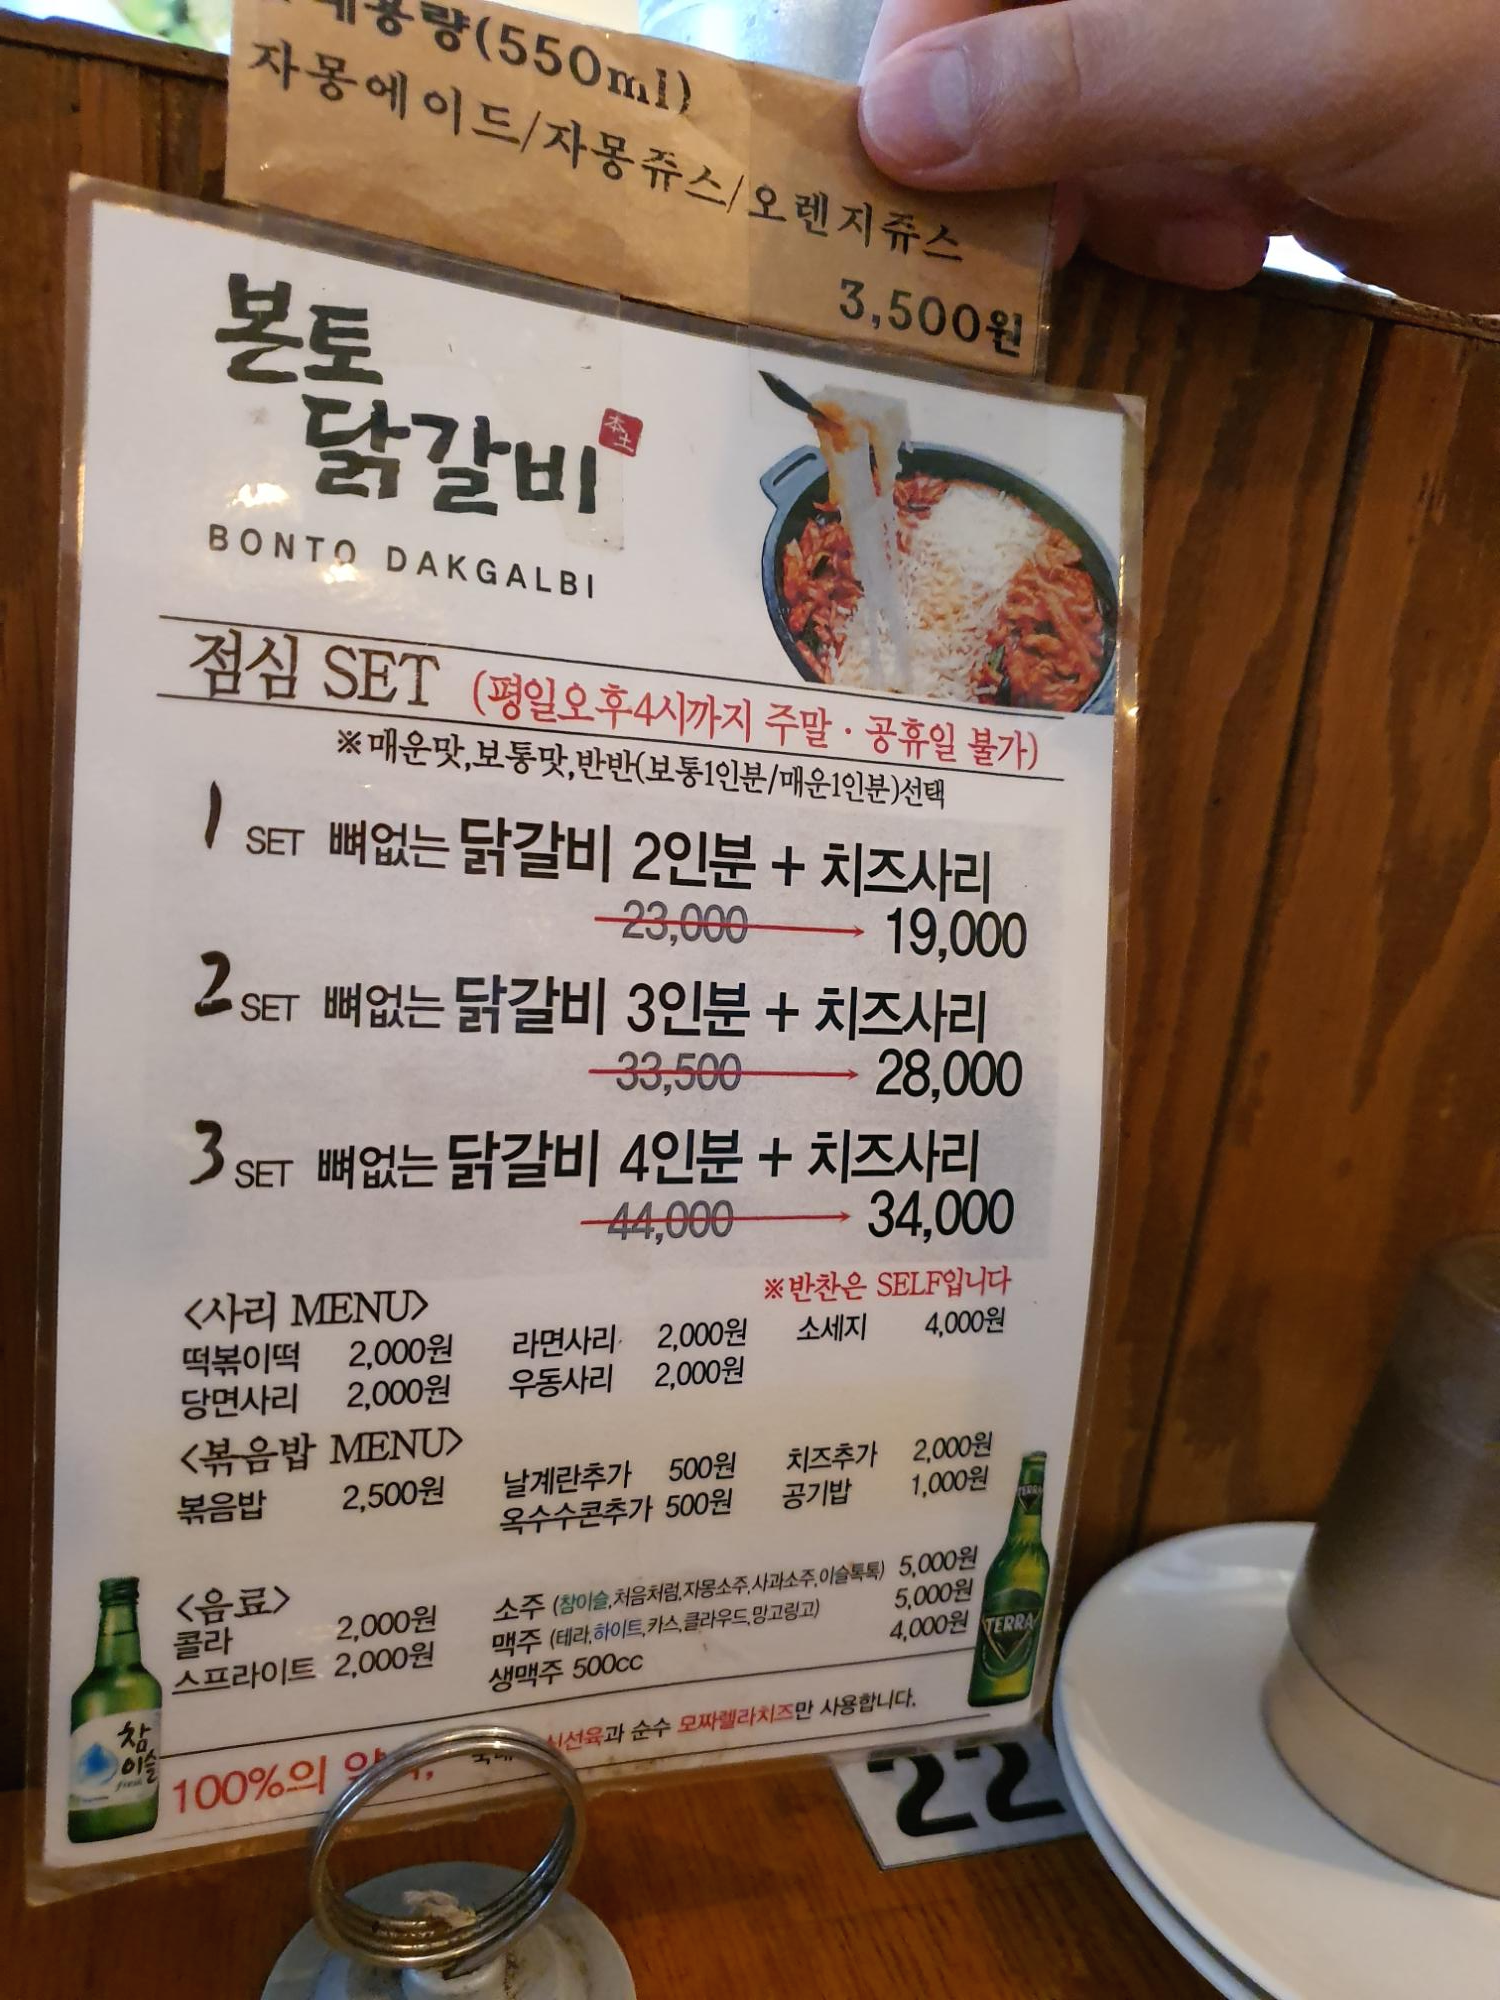 용량(550ml)
자몽에이드/자몽쥬스/오렌지쥬스
3,500원
본토
닭갈비
本土
BONTO DAKGALBI
점심 SET (평일오후4시까지 주말 · 공휴일 불가)
※매운맛,보통맛,반반(보통1인분/매운1인분)선택
1 SET 뼈없는 닭갈비 2인분 + 치즈사리
23,000 → 19,000
2 SET 뼈없는 닭갈비 3인분 + 치즈사리
33,500 → 28,000
3 SET 뼈없는 닭갈비 4인분 + 치즈사리
44,000 → 34,000
※반찬은 SELF입니다
<사리 MENU>
떡볶이떡 2,000원 라면사리 2,000원 소세지 4,000원
당면사리 2,000원 우동사리 2,000원
<볶음밥 MENU>
볶음밥 2,500원 날계란추가 500원 치즈추가 2,000원
옥수수콘추가 500원 공기밥 1,000원
<음료>
콜라 2,000원 소주 (참이슬,처음처럼,자몽소주,사과소주,이슬톡톡) 5,000원
스프라이트 2,000원 맥주 (테라,하이트,카스,클라우드,망고링고) 5,000원
생맥주 500cc 4,000원
100%의 신선육과 순수 모짜렐라치즈만 사용합니다.
참이슬
fresh
TERRA
TERRA
22